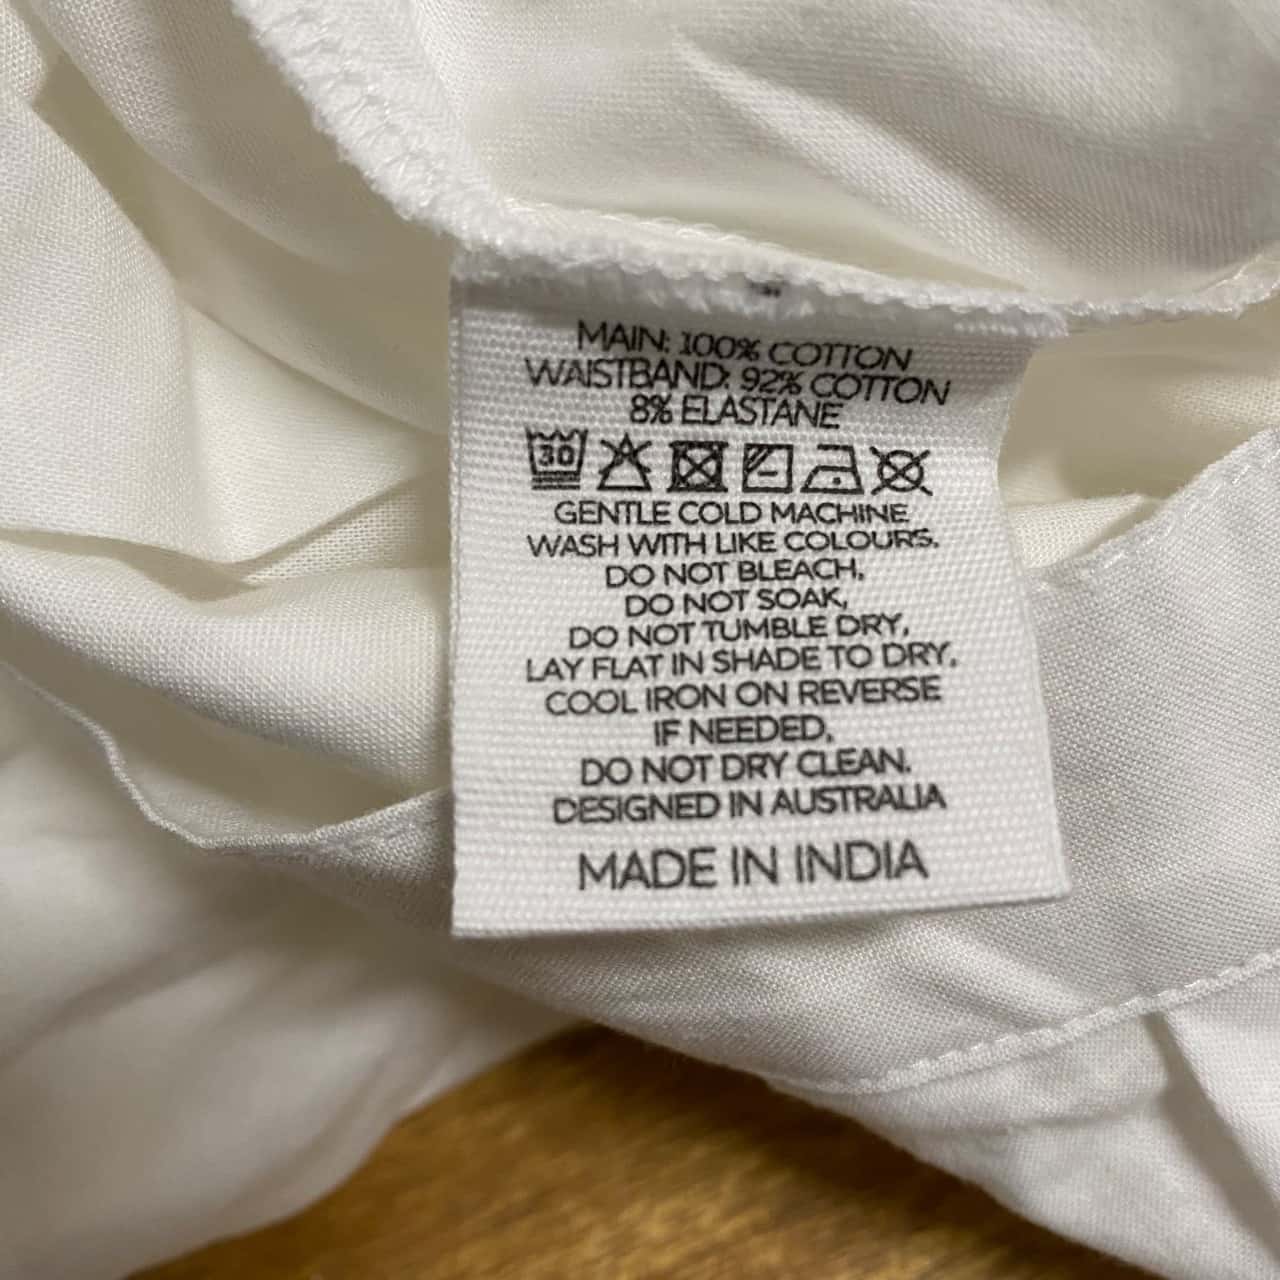 MAIN: 100% COTTON
WAISTBAND: 92% COTTON
8% ELASTANE
30
GENTLE COLD MACHINE
WASH WITH LIKE COLOURS.
DO NOT BLEACH,
DO NOT SOAK,
DO NOT TUMBLE DRY,
LAY FLAT IN SHADE TO DRY,
COOL IRON ON REVERSE
IF NEEDED,
DO NOT DRY CLEAN.
DESIGNED IN AUSTRALIA
MADE IN INDIA